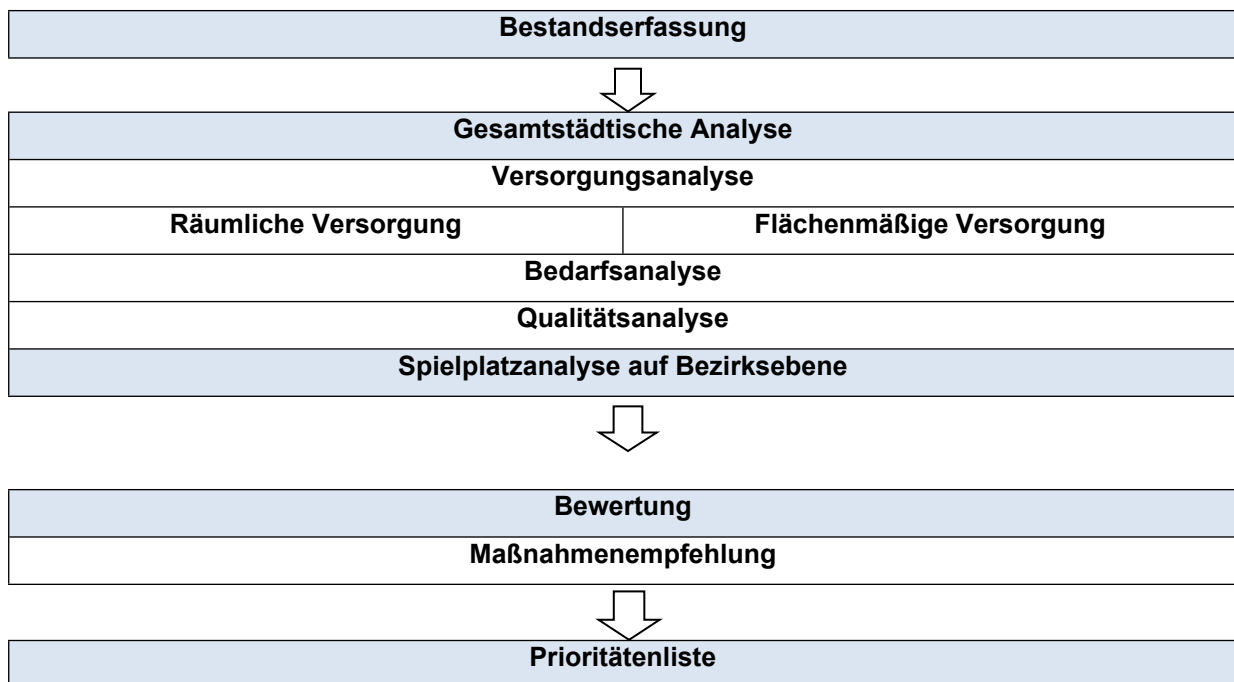 Bestandserfassung
Gesamtstädtische Analyse
Versorgungsanalyse
Räumliche Versorgung
Flächenmäßige Versorgung
Bedarfsanalyse
Qualitätsanalyse
Spielplatzanalyse auf Bezirksebene
Bewertung
Maßnahmenempfehlung
Prioritätenliste